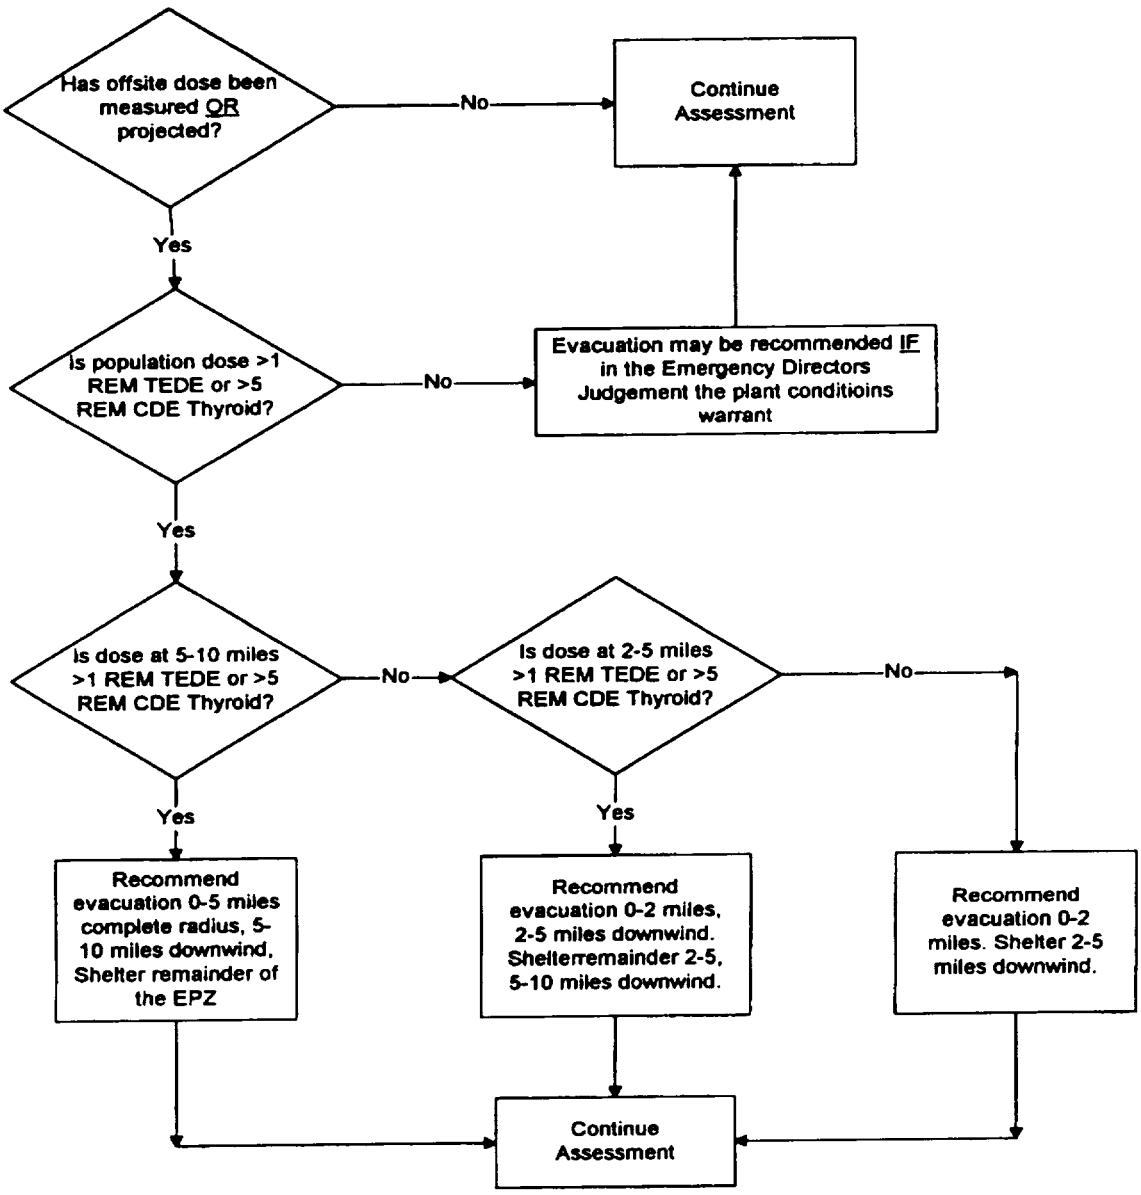 Has offsite dose been
measured OR
projected?
No
Continue
Assessment
Yes
Is population dose >1
REM TEDE or >5
REM CDE Thyroid?
No
Evacuation may be recommended IF
in the Emergency Directors
Judgement the plant conditioins
warrant
Yes
Is dose at 5-10 miles
>1 REM TEDE or >5
REM CDE Thyroid?
No
Is dose at 2-5 miles
>1 REM TEDE or >5
REM CDE Thyroid?
No
Yes
Yes
Recommend
evacuation 0-5 miles
complete radius, 5-
10 miles downwind,
Shelter remainder of
the EPZ
Recommend
evacuation 0-2 miles,
2-5 miles downwind.
Shelterremainder 2-5,
5-10 miles downwind.
Recommend
evacuation 0-2
miles. Shelter 2-5
miles downwind.
Continue
Assessment